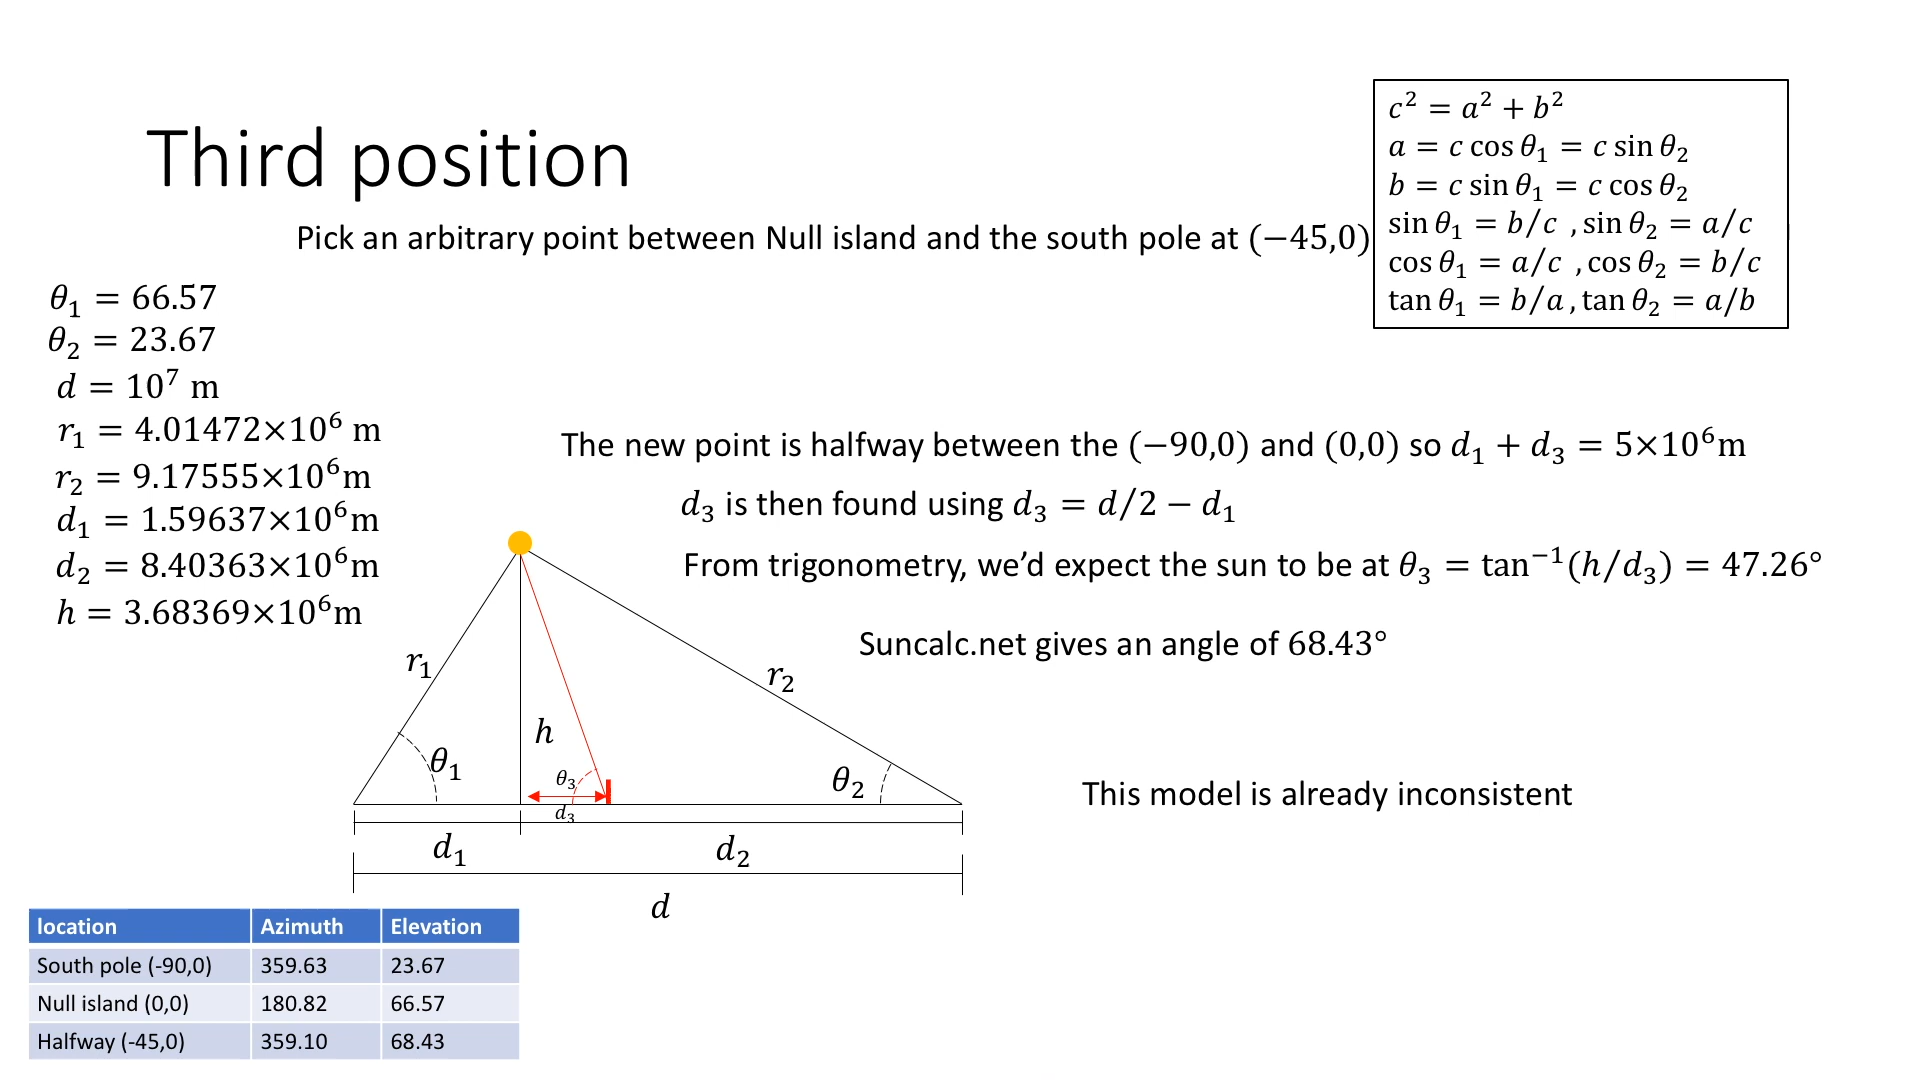 Third position
c² = a² + b²
a = c cos θ₁ = c sin θ₂
b = c sin θ₁ = c cos θ₂
sin θ₁ = b/c , sin θ₂ = a/c
cos θ₁ = a/c , cos θ₂ = b/c
tan θ₁ = b/a , tan θ₂ = a/b
Pick an arbitrary point between Null island and the south pole at (−45,0)
θ₁ = 66.57
θ₂ = 23.67
d = 10⁷ m
r₁ = 4.01472×10⁶ m
r₂ = 9.17555×10⁶m
d₁ = 1.59637×10⁶m
d₂ = 8.40363×10⁶m
h = 3.68369×10⁶m
The new point is halfway between the (−90,0) and (0,0) so d₁ + d₃ = 5×10⁶m
d₃ is then found using d₃ = d/2 − d₁
From trigonometry, we’d expect the sun to be at θ₃ = tan⁻¹(h/d₃) = 47.26°
Suncalc.net gives an angle of 68.43°
This model is already inconsistent
r₁
r₂
h
θ₁
θ₃
θ₂
d₃
d₁
d₂
d
location Azimuth Elevation
South pole (-90,0) 359.63 23.67
Null island (0,0) 180.82 66.57
Halfway (-45,0) 359.10 68.43